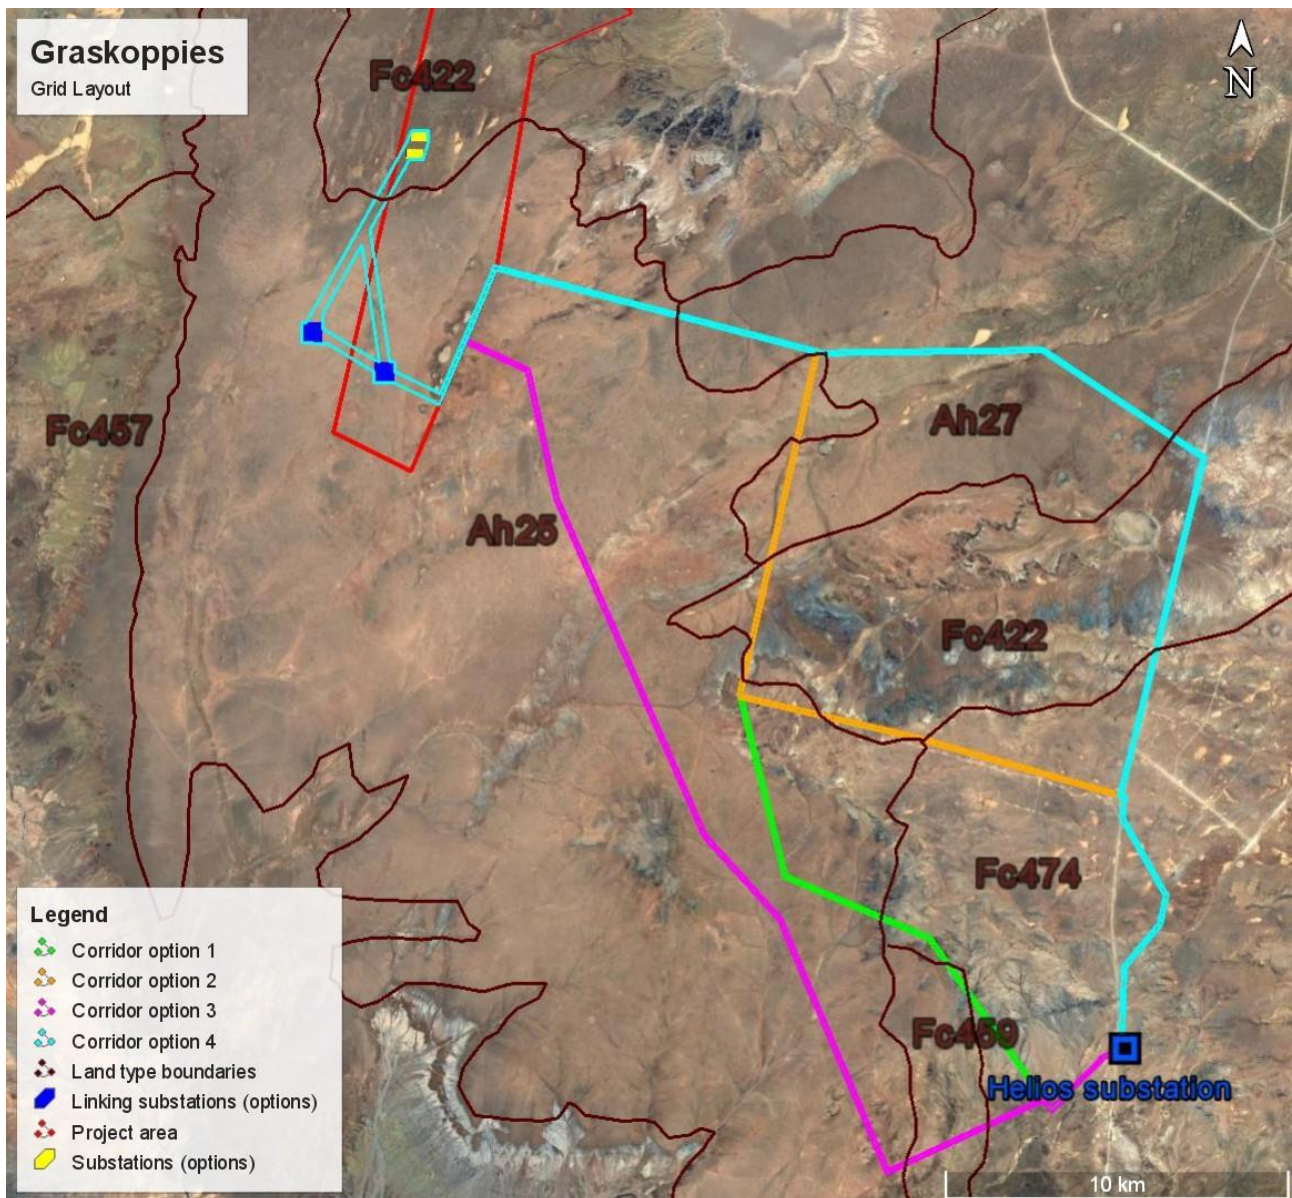 Graskoppies
Grid Layout
Fc422
N
Fc457
Ah27
Ah25
Fc422
Fc474
Fc459
Helios substation
Legend
Corridor option 1
Corridor option 2
Corridor option 3
Corridor option 4
Land type boundaries
Linking substations (options)
Project area
Substations (options)
10 km